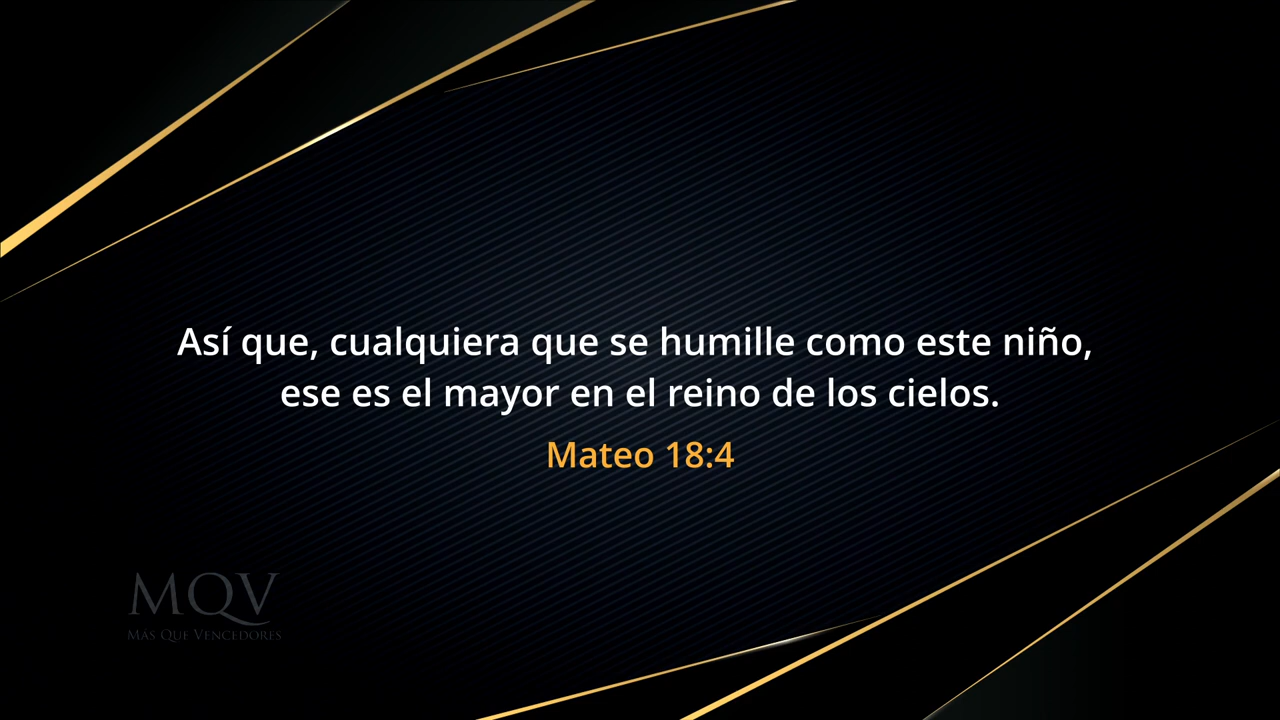 Así que, cualquiera que se humille como este niño,
ese es el mayor en el reino de los cielos.
Mateo 18:4
MQV
MÁS QUE VENCEDORES